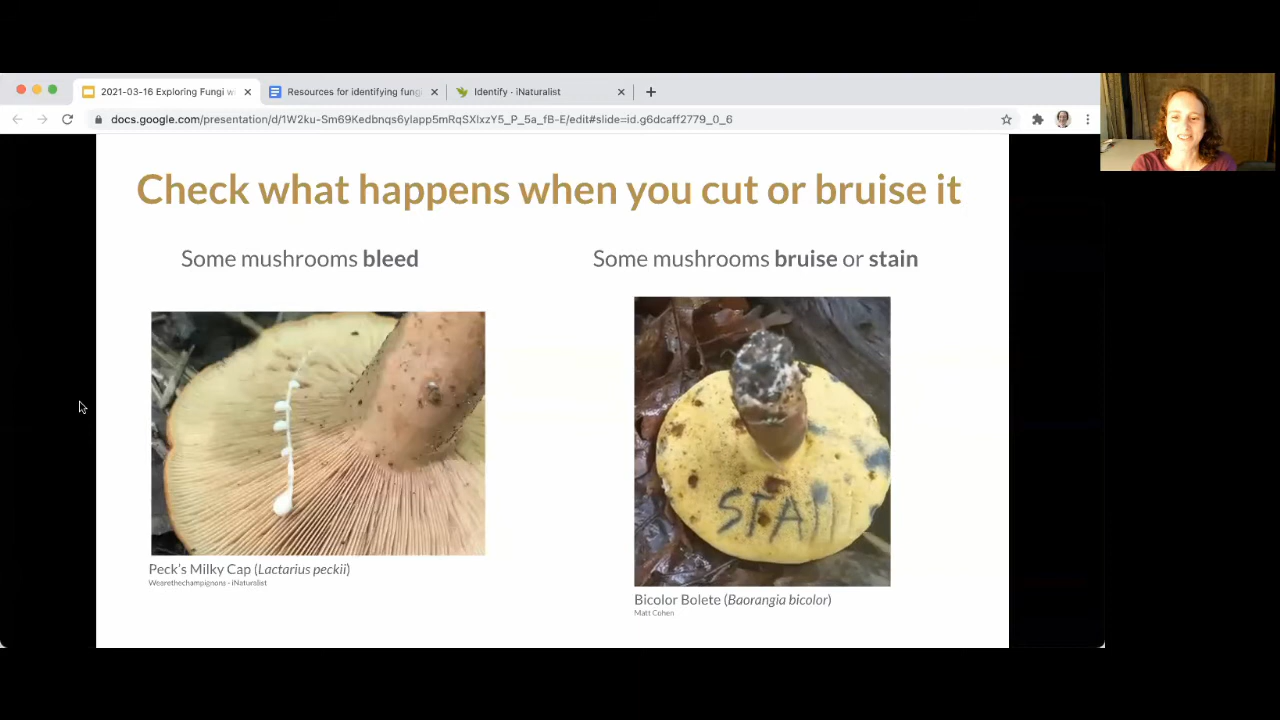 2021-03-16 Exploring Fungi w
Resources for identifying fung
Identify · iNaturalist
docs.google.com/presentation/d/1W2ku-Sm69Kedbnqs6ylapp5mRqSXlxzY5_P_5a_fB-E/edit#slide=id.g6dcaff2779_0_6
Check what happens when you cut or bruise it
Some mushrooms bleed
Some mushrooms bruise or stain
STAIN
Peck's Milky Cap (Lactarius peckii)
Wearethechampignons - iNaturalist
Bicolor Bolete (Baorangia bicolor)
Matt Cohen